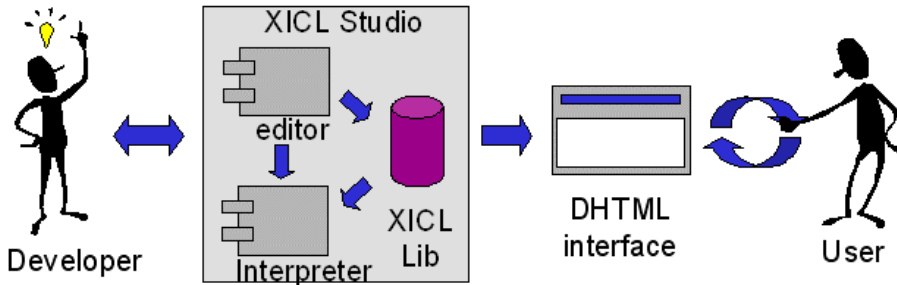 XICL Studio
editor
XICL
Lib
Interpreter
Developer
DHTML
interface
User